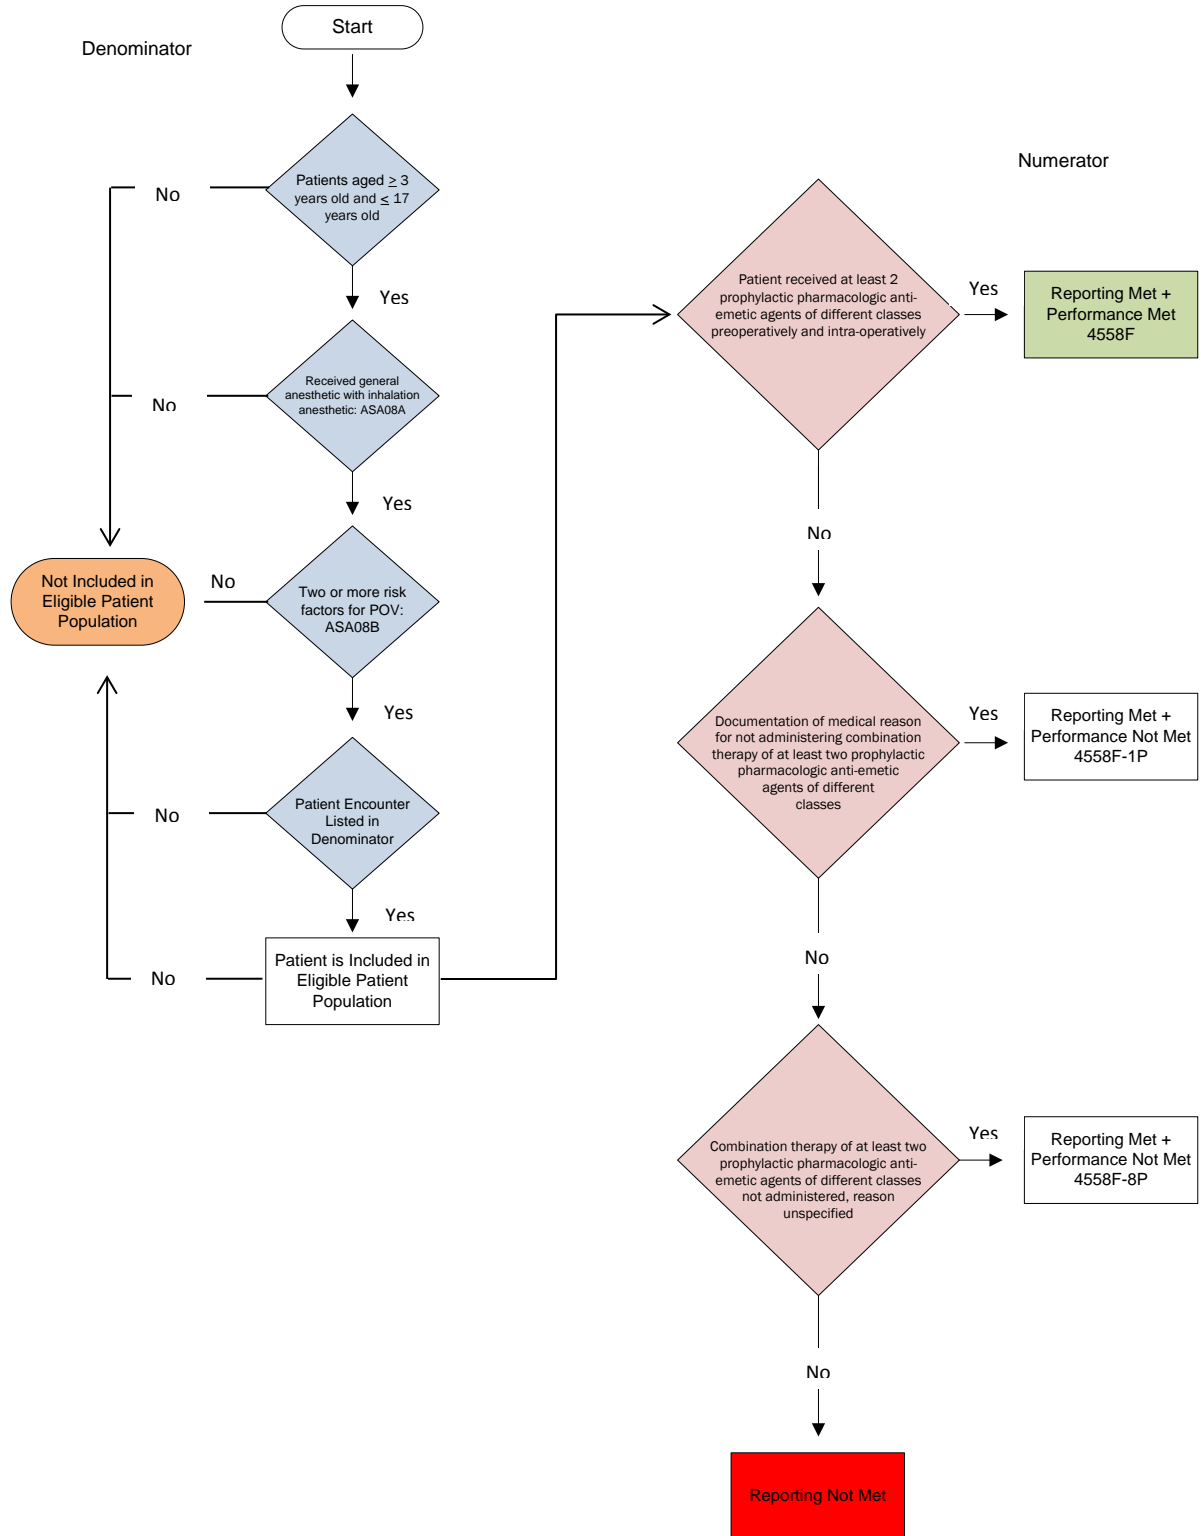 Start
Denominator
Patients aged ≥ 3
years old and ≤ 17
years old
No
Yes
Received general
anesthetic with inhalation
anesthetic: ASA08A
No
Yes
Two or more risk
factors for POV:
ASA08B
No
Not Included in
Eligible Patient
Population
Yes
Patient Encounter
Listed in
Denominator
No
Yes
Patient is Included in
Eligible Patient
Population
No
Numerator
Patient received at least 2
prophylactic pharmacologic anti-
emetic agents of different classes
preoperatively and intra-operatively
Yes
Reporting Met +
Performance Met
4558F
No
Documentation of medical reason
for not administering combination
therapy of at least two prophylactic
pharmacologic anti-emetic
agents of different
classes
Yes
Reporting Met +
Performance Not Met
4558F-1P
No
Combination therapy of at least two
prophylactic pharmacologic anti-
emetic agents of different classes
not administered, reason
unspecified
Yes
Reporting Met +
Performance Not Met
4558F-8P
No
Reporting Not Met